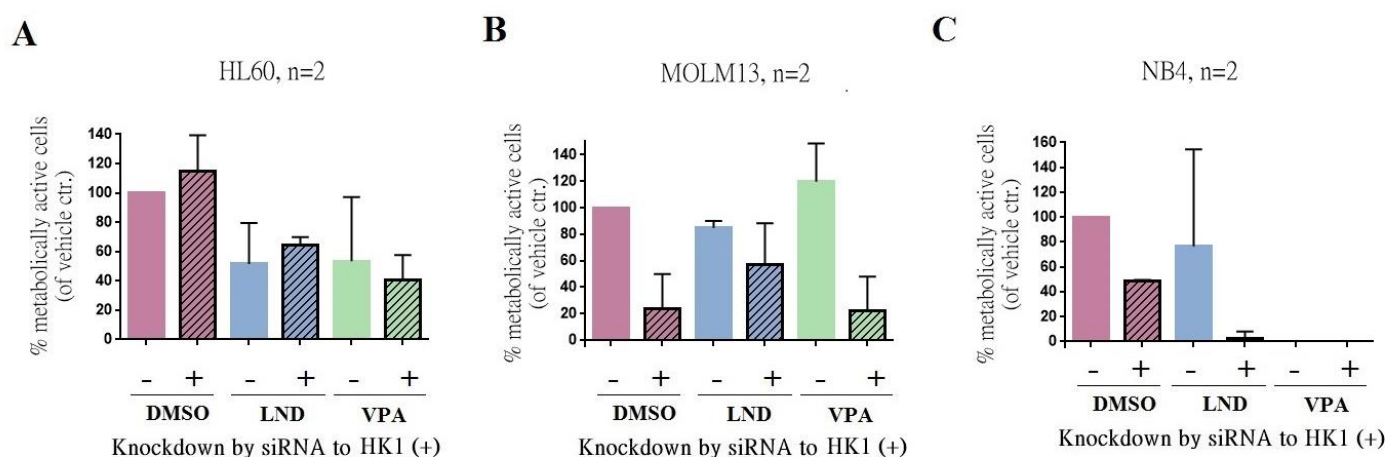 A
HL60, n=2
% metabolically active cells
(of vehicle ctr.)
140
120
100
80
60
40
20
0
- + - + - +
DMSO LND VPA
Knockdown by siRNA to HK1 (+)
B
MOLM13, n=2
% metabolically active cells
(of vehicle ctr.)
140
120
100
80
60
40
20
0
- + - + - +
DMSO LND VPA
Knockdown by siRNA to HK1 (+)
C
NB4, n=2
% metabolically active cells
(of vehicle ctr.)
160
140
120
100
80
60
40
20
0
- + - + - +
DMSO LND VPA
Knockdown by siRNA to HK1 (+)